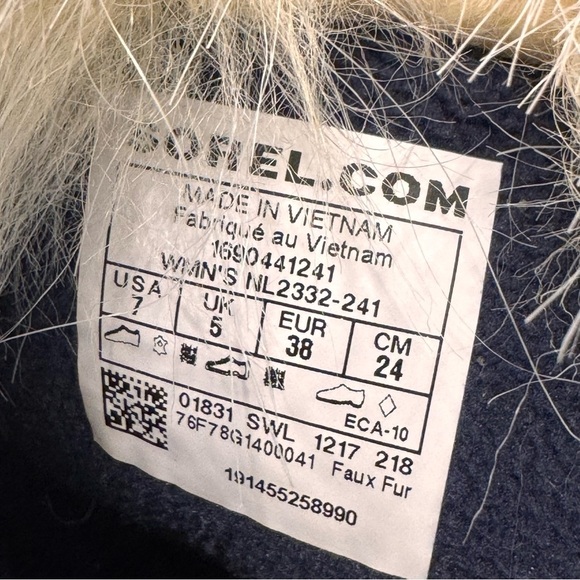 SOREL.COM
MADE IN VIETNAM
Fabriqué au Vietnam
1690441241
WMN'S NL2332-241
USA UK EUR CM
7 5 38 24
ECA-10
01831 SWL 1217 218
76F78G1400041 Faux Fur
191455258990